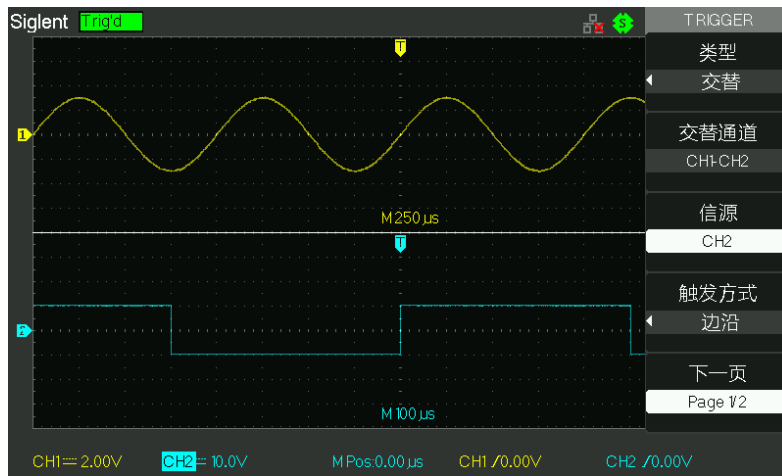 Siglent Trig'd
TRIGGER
类型
交替
交替通道
CH1-CH2
信源
CH2
触发方式
边沿
下一页
Page 1/2
T
1
M 250 µs
T
2
M 100 µs
CH1 2.00V CH2 10.0V M Pos:0.00 µs CH1 /0.00V CH2 /0.00V